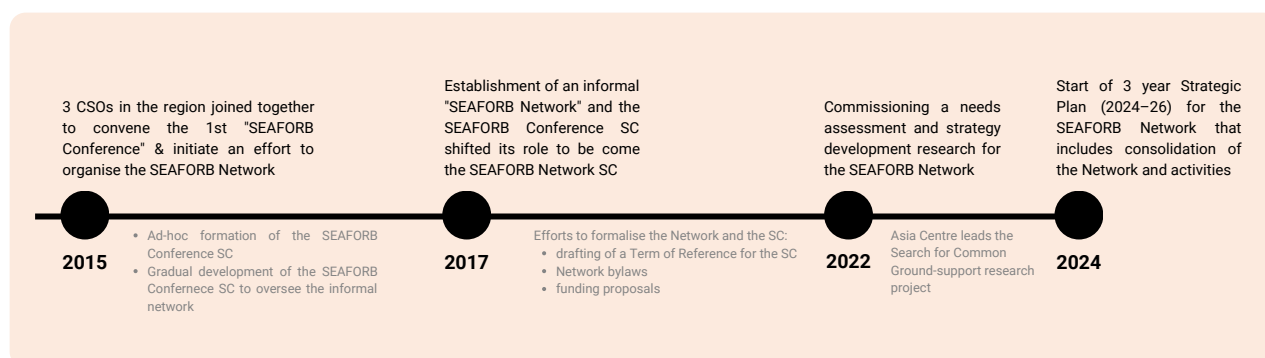 3 CSOs in the region joined together
to convene the 1st "SEAFORB
Conference" & initiate an effort to
organise the SEAFORB Network
Establishment of an informal
"SEAFORB Network" and the
SEAFORB Conference SC
shifted its role to be come
the SEAFORB Network SC
Commissioning a needs
assessment and strategy
development research for
the SEAFORB Network
Start of 3 year Strategic
Plan (2024–26) for the
SEAFORB Network that
includes consolidation of
the Network and activities
2015
• Ad-hoc formation of the SEAFORB
Conference SC
• Gradual development of the SEAFORB
Confernece SC to oversee the informal
network
2017
Efforts to formalise the Network and the SC:
• drafting of a Term of Reference for the SC
• Network bylaws
• funding proposals
2022
Asia Centre leads the
Search for Common
Ground-support research
project
2024